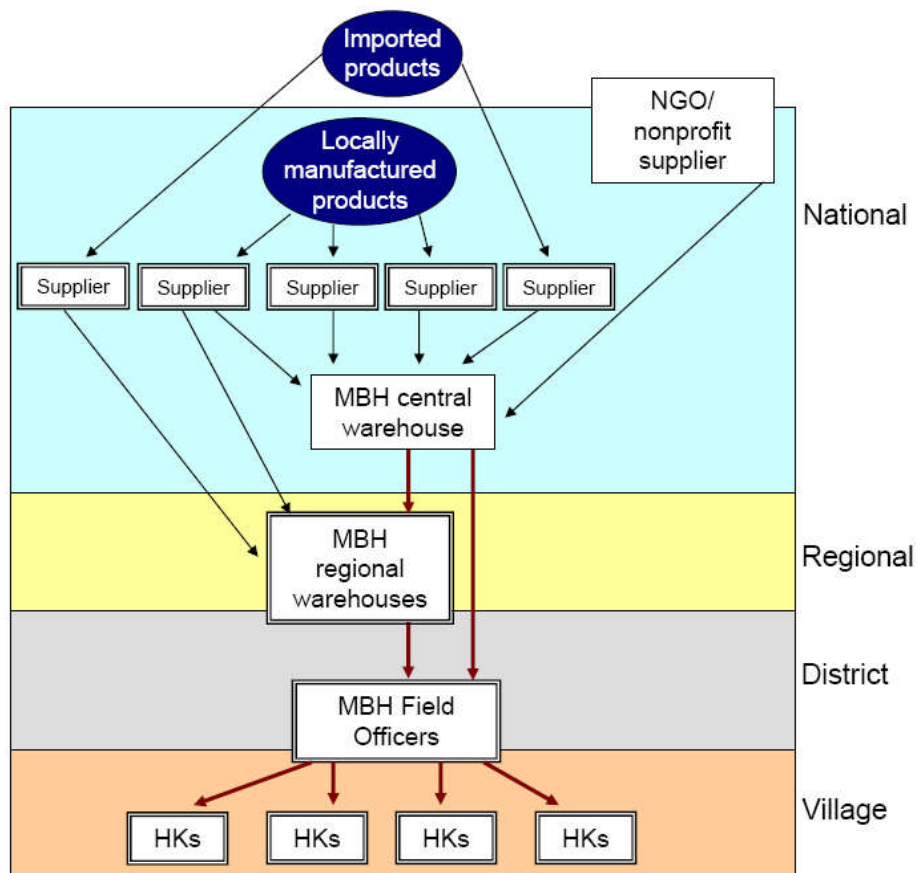 Imported
products
NGO/
nonprofit
supplier
Locally
manufactured
products
National
Supplier
Supplier
Supplier
Supplier
Supplier
MBH central
warehouse
MBH
regional
warehouses
Regional
District
MBH Field
Officers
Village
HKs
HKs
HKs
HKs